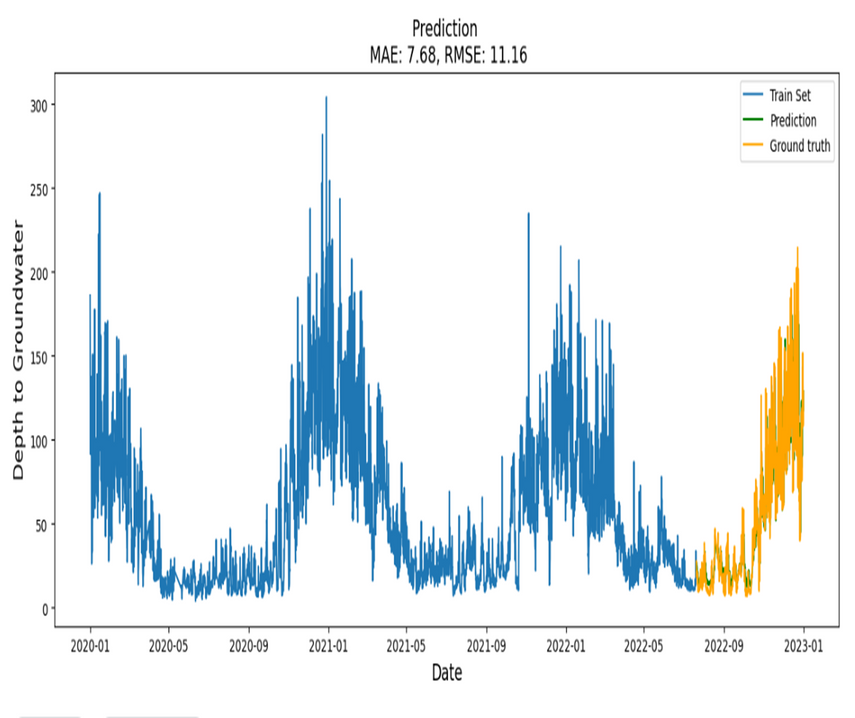 Prediction
MAE: 7.68, RMSE: 11.16
Train Set
Prediction
Ground truth
Depth to Groundwater
300
250
200
150
100
50
0
2020-01 2020-05 2020-09 2021-01 2021-05 2021-09 2022-01 2022-05 2022-09 2023-01
Date